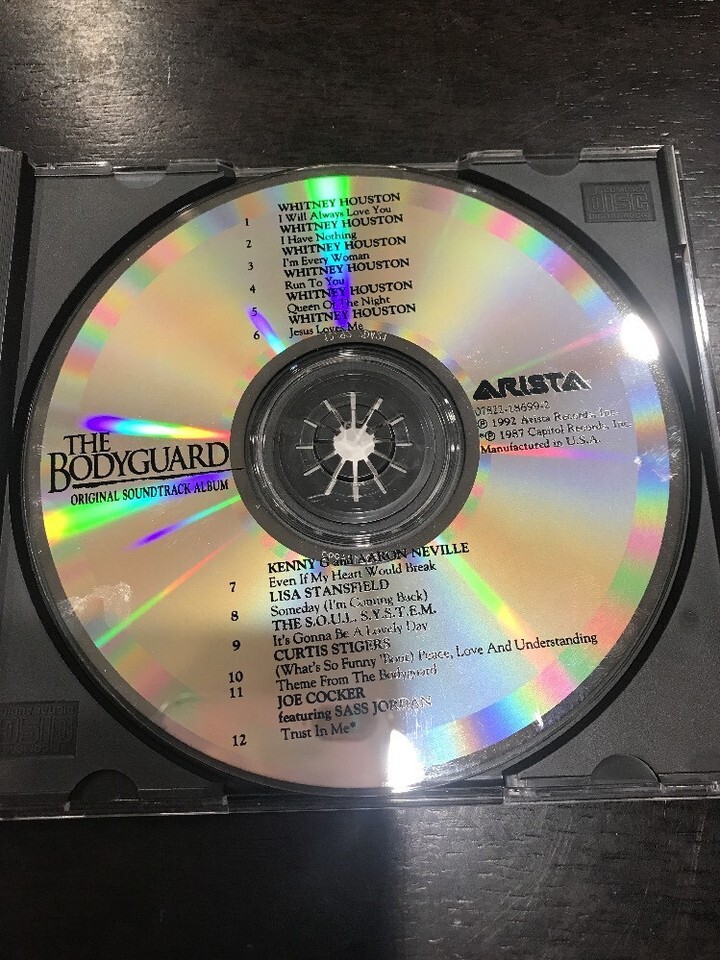 WHITNEY HOUSTON
1 I Will Always Love You
WHITNEY HOUSTON
2 I Have Nothing
WHITNEY HOUSTON
3 I'm Every Woman
WHITNEY HOUSTON
4 Run To You
WHITNEY HOUSTON
5 Queen Of The Night
WHITNEY HOUSTON
6 Jesus Loves Me
ARISTA
07822-18699-2
℗ 1992 Arista Records, Inc.
*℗ 1987 Capitol Records, Inc.
Manufactured in U.S.A.
THE
BODYGUARD
ORIGINAL SOUNDTRACK ALBUM
KENNY G and AARON NEVILLE
7 Even If My Heart Would Break
LISA STANSFIELD
8 Someday (I'm Coming Back)
THE S.O.U.L. S.Y.S.T.E.M.
9 It's Gonna Be A Lovely Day
CURTIS STIGERS
10 (What's So Funny 'Bout) Peace, Love And Understanding
11 Theme From The Bodyguard
JOE COCKER
featuring SASS JORDAN
12 Trust In Me*
COMPACT
DISC
DIGITAL AUDIO